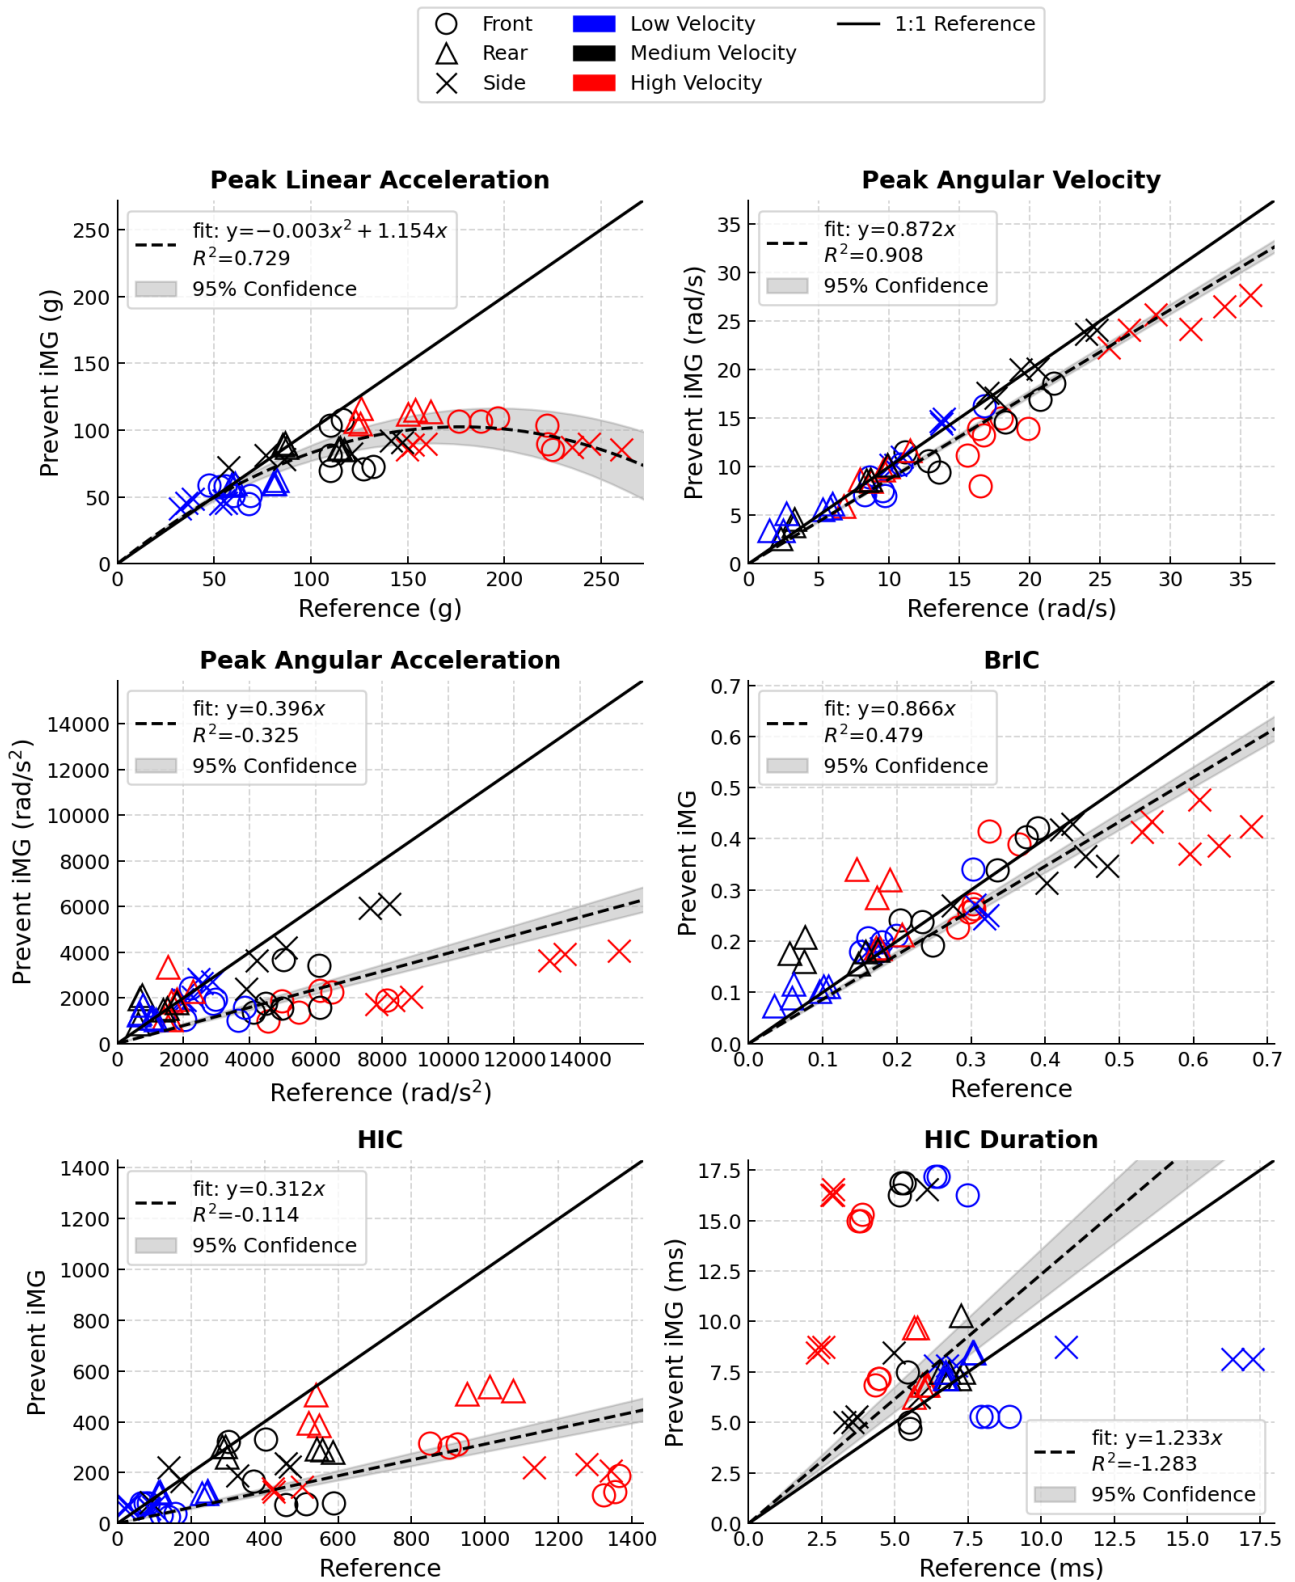 Front
Rear
Side
Low Velocity
Medium Velocity
High Velocity
1:1 Reference
Peak Linear Acceleration
fit: y=−0.003x² + 1.154x
R²=0.729
95% Confidence
Prevent iMG (g)
250
200
150
100
50
0
0 50 100 150 200 250
Reference (g)
Peak Angular Velocity
fit: y=0.872x
R²=0.908
95% Confidence
Prevent iMG (rad/s)
35
30
25
20
15
10
5
0
0 5 10 15 20 25 30 35
Reference (rad/s)
Peak Angular Acceleration
fit: y=0.396x
R²=-0.325
95% Confidence
Prevent iMG (rad/s²)
14000
12000
10000
8000
6000
4000
2000
0
0 2000 4000 6000 8000 10000 12000 14000
Reference (rad/s²)
BrIC
fit: y=0.866x
R²=0.479
95% Confidence
Prevent iMG
0.7
0.6
0.5
0.4
0.3
0.2
0.1
0.0
0.0 0.1 0.2 0.3 0.4 0.5 0.6 0.7
Reference
HIC
fit: y=0.312x
R²=-0.114
95% Confidence
Prevent iMG
1400
1200
1000
800
600
400
200
0
0 200 400 600 800 1000 1200 1400
Reference
HIC Duration
Prevent iMG (ms)
17.5
15.0
12.5
10.0
7.5
5.0
2.5
0.0
fit: y=1.233x
R²=-1.283
95% Confidence
0.0 2.5 5.0 7.5 10.0 12.5 15.0 17.5
Reference (ms)